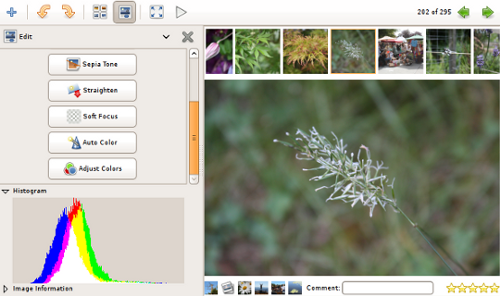 202 of 295
Edit
Sepia Tone
Straighten
Soft Focus
Auto Color
Adjust Colors
Histogram
Image Information
Comment: